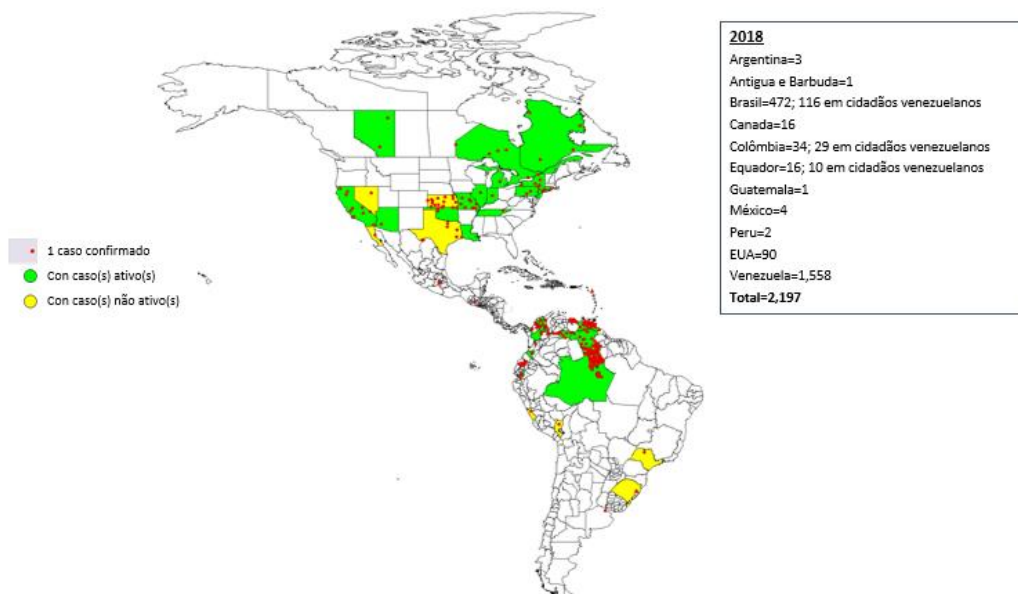 2018
Argentina=3
Antigua e Barbuda=1
Brasil=472; 116 em cidadãos venezuelanos
Canada=16
Colômbia=34; 29 em cidadãos venezuelanos
Equador=16; 10 em cidadãos venezuelanos
Guatemala=1
México=4
Peru=2
EUA=90
Venezuela=1,558
Total=2,197
1 caso confirmado
Con caso(s) ativo(s)
Con caso(s) não ativo(s)